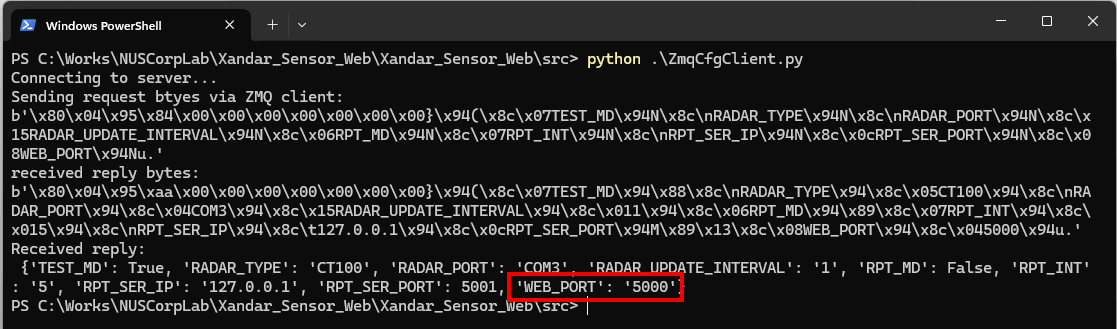 Windows PowerShell
PS C:\Works\NUSCorpLab\Xandar_Sensor_Web\Xandar_Sensor_Web\src> python .\ZmqCfgClient.py
Connecting to server...
Sending request btyes via ZMQ client:
b'\x80\x04\x95\x84\x00\x00\x00\x00\x00\x00\x00}\x94(\x8c\x07TEST_MD\x94N\x8c\nRADAR_TYPE\x94N\x8c\nRADAR_PORT\x94N\x8c\x
15RADAR_UPDATE_INTERVAL\x94N\x8c\x06RPT_MD\x94N\x8c\x07RPT_INT\x94N\x8c\nRPT_SER_IP\x94N\x8c\x0cRPT_SER_PORT\x94N\x8c\x0
8WEB_PORT\x94Nu.'
received reply bytes:
b'\x80\x04\x95\xaa\x00\x00\x00\x00\x00\x00\x00}\x94(\x8c\x07TEST_MD\x94\x88\x8c\nRADAR_TYPE\x94\x8c\x05CT100\x94\x8c\nRA
DAR_PORT\x94\x8c\x04COM3\x94\x8c\x15RADAR_UPDATE_INTERVAL\x94\x8c\x011\x94\x8c\x06RPT_MD\x94\x89\x8c\x07RPT_INT\x94\x8c\
x015\x94\x8c\nRPT_SER_IP\x94\x8c\t127.0.0.1\x94\x8c\x0cRPT_SER_PORT\x94M\x89\x13\x8c\x08WEB_PORT\x94\x8c\x045000\x94u.'
Received reply:
{'TEST_MD': True, 'RADAR_TYPE': 'CT100', 'RADAR_PORT': 'COM3', 'RADAR_UPDATE_INTERVAL': '1', 'RPT_MD': False, 'RPT_INT'
: '5', 'RPT_SER_IP': '127.0.0.1', 'RPT_SER_PORT': 5001, 'WEB_PORT': '5000'}
PS C:\Works\NUSCorpLab\Xandar_Sensor_Web\Xandar_Sensor_Web\src>